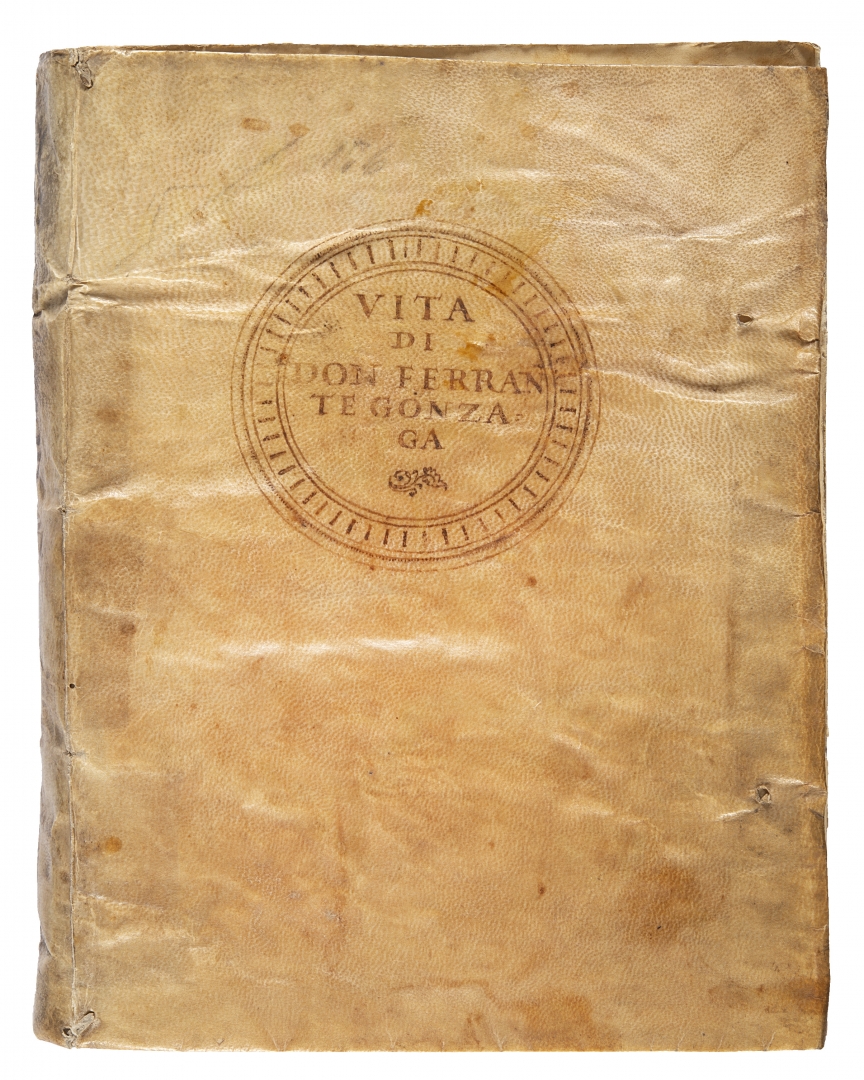 VITA
DI
DON FERRAN
TE GONZA-
GA